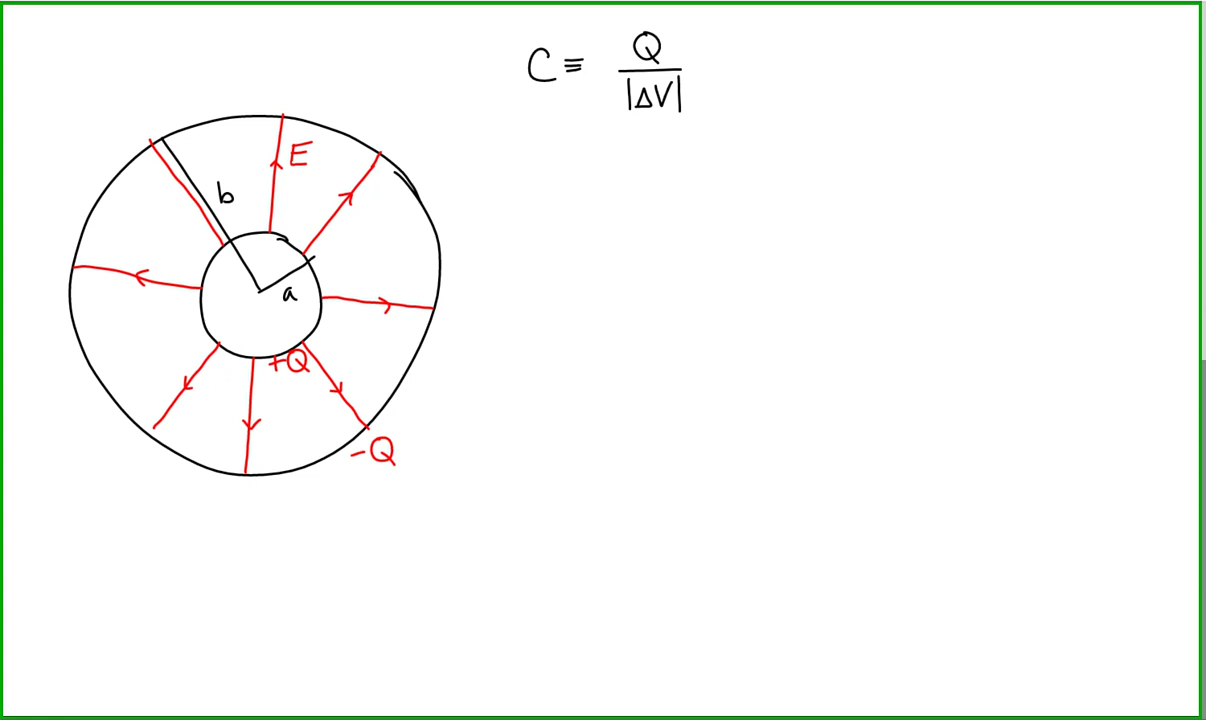 C ≡ Q / |ΔV|
E
b
a
+Q
-Q